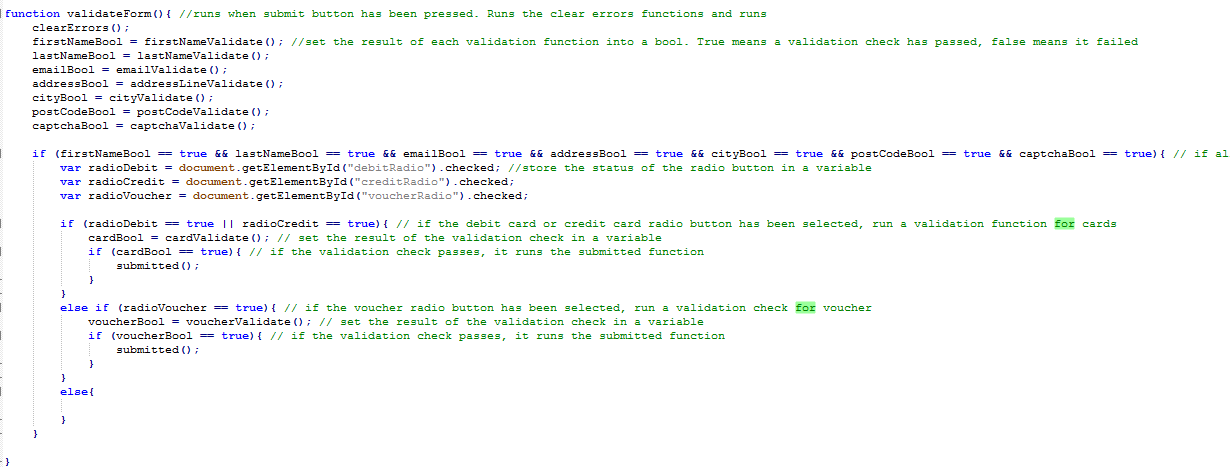 function validateForm(){ //runs when submit button has been pressed. Runs the clear errors functions and runs
clearErrors();
firstNameBool = firstNameValidate(); //set the result of each validation function into a bool. True means a validation check has passed, false means it failed
lastNameBool = lastNameValidate();
emailBool = emailValidate();
addressBool = addressLineValidate();
cityBool = cityValidate();
postCodeBool = postCodeValidate();
captchaBool = captchaValidate();
if (firstNameBool == true && lastNameBool == true && emailBool == true && addressBool == true && cityBool == true && postCodeBool == true && captchaBool == true){ // if al
var radioDebit = document.getElementById("debitRadio").checked; //store the status of the radio button in a variable
var radioCredit = document.getElementById("creditRadio").checked;
var radioVoucher = document.getElementById("voucherRadio").checked;
if (radioDebit == true || radioCredit == true){ // if the debit card or credit card radio button has been selected, run a validation function for cards
cardBool = cardValidate(); // set the result of the validation check in a variable
if (cardBool == true){ // if the validation check passes, it runs the submitted function
submitted();
}
}
else if (radioVoucher == true){ // if the voucher radio button has been selected, run a validation check for voucher
voucherBool = voucherValidate(); // set the result of the validation check in a variable
if (voucherBool == true){ // if the validation check passes, it runs the submitted function
submitted();
}
}
else{
}
}
}